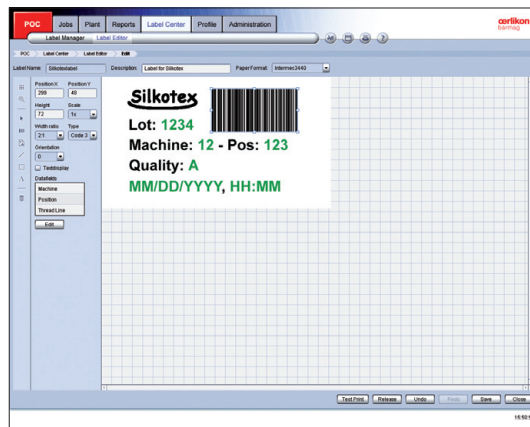 POC Jobs Plant Reports Label Center Profile Administration
œrlikon
barmag
Label Manager Label Editor
POC Label Center Label Editor Edit
Label Name: Silkotexlabel Description: Label for Silkotex Paper Format: Intermec3440
Position X Position Y
299 48
Height Scale
72 1x
Width ratio Type
2:1 Code 3
Orientation
0
Textdisplay
Datafields
Machine
Position
Thread Line
Edit
Silkotex
Lot: 1234
Machine: 12 - Pos: 123
Quality: A
MM/DD/YYYY, HH:MM
Test Print Release Undo Redo Save Close